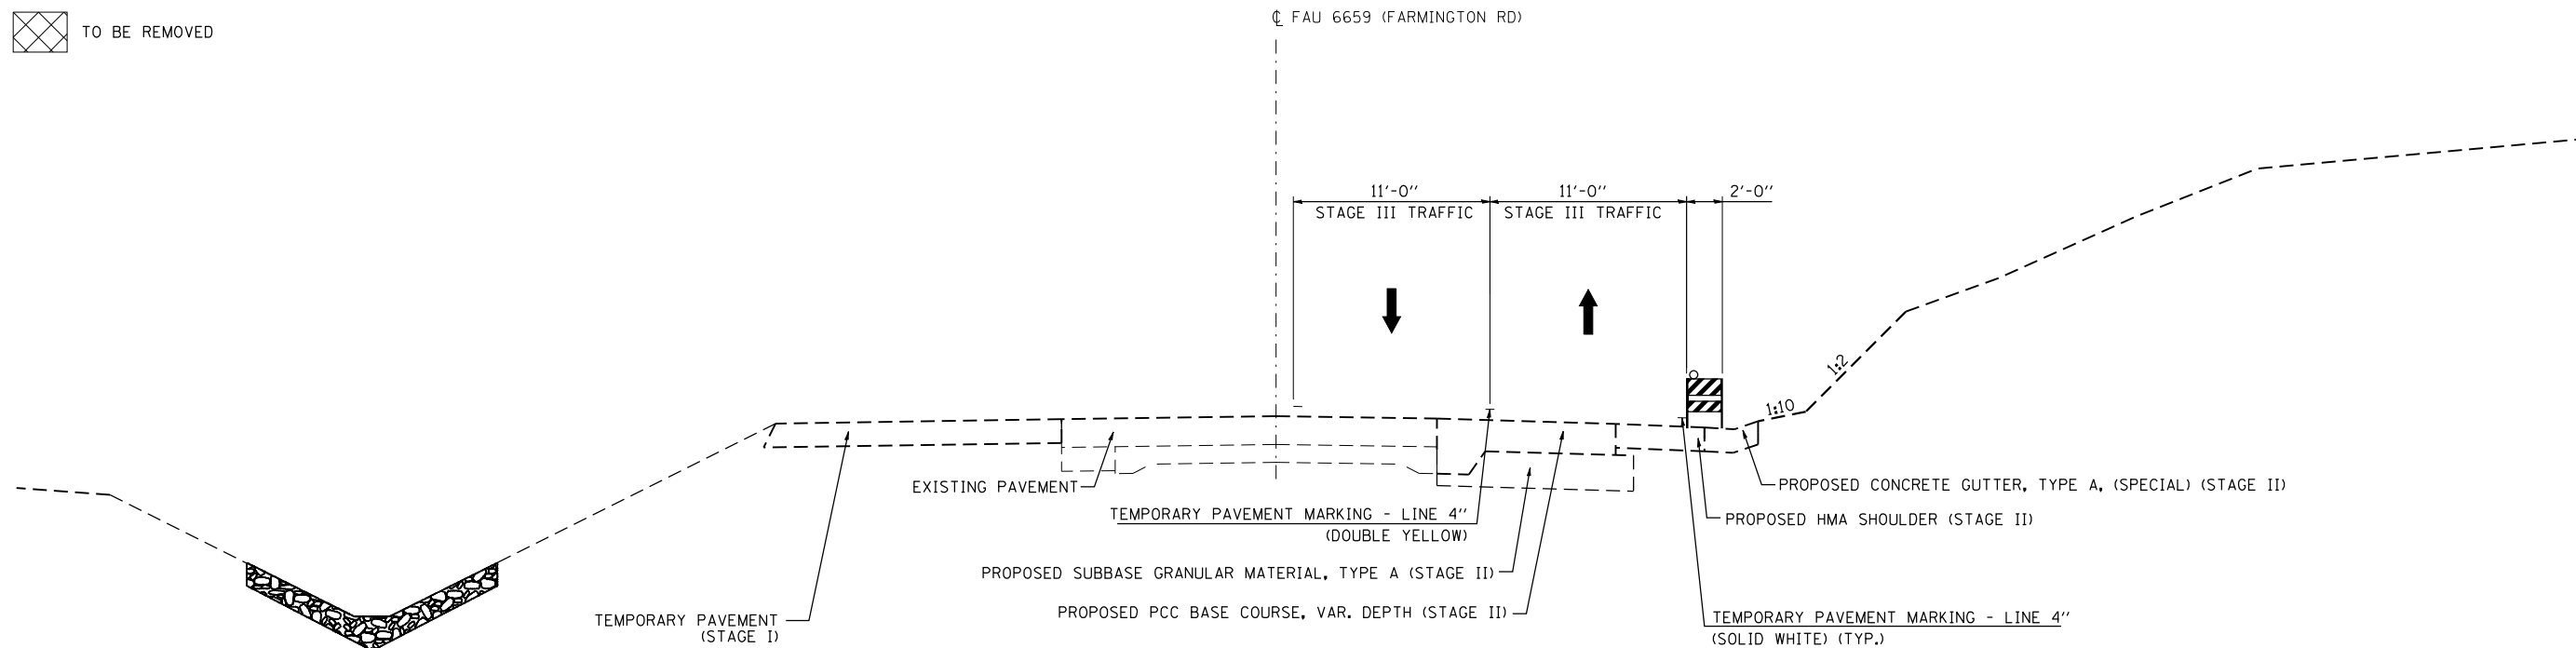 ℄ FAU 6659 (FARMINGTON RD)
TO BE REMOVED
11'-0"
11'-0"
2'-0"
STAGE III TRAFFIC
STAGE III TRAFFIC
1:2
1:10
EXISTING PAVEMENT
PROPOSED CONCRETE GUTTER, TYPE A, (SPECIAL) (STAGE II)
TEMPORARY PAVEMENT MARKING - LINE 4"
(DOUBLE YELLOW)
PROPOSED HMA SHOULDER (STAGE II)
PROPOSED SUBBASE GRANULAR MATERIAL, TYPE A (STAGE II)
PROPOSED PCC BASE COURSE, VAR. DEPTH (STAGE II)
TEMPORARY PAVEMENT
(STAGE I)
TEMPORARY PAVEMENT MARKING - LINE 4"
(SOLID WHITE) (TYP.)